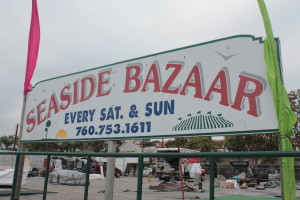 SEASIDE BAZAAR
EVERY SAT. & SUN
760.753.1611